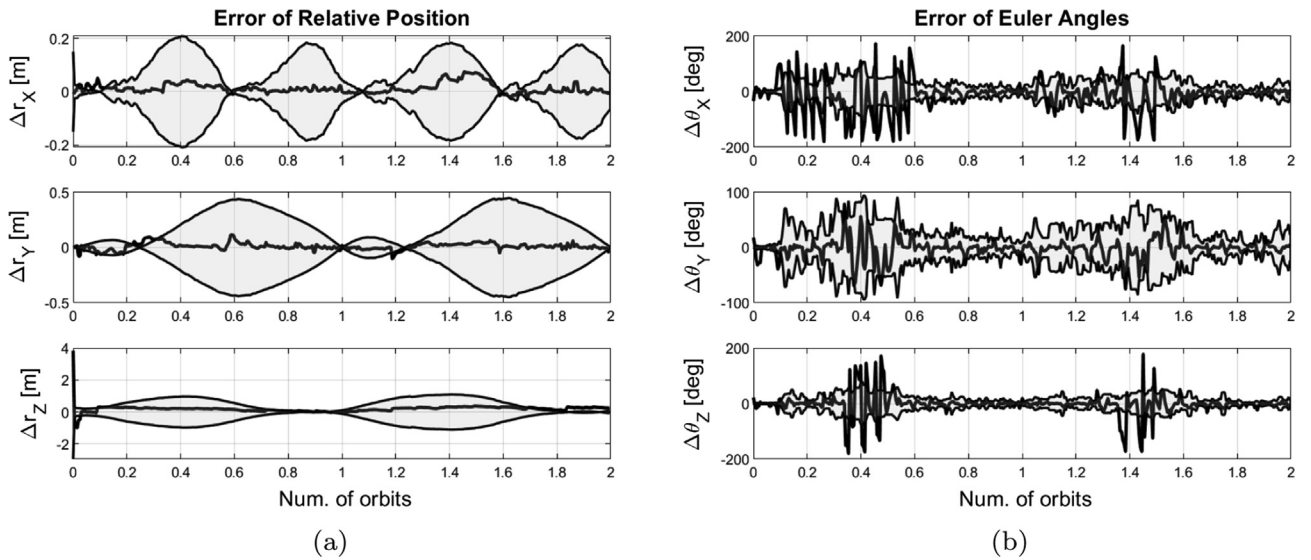 Error of Relative Position
Δr_X [m]
0.2
0
-0.2
0 0.2 0.4 0.6 0.8 1 1.2 1.4 1.6 1.8 2
Δr_Y [m]
0.5
0
-0.5
0 0.2 0.4 0.6 0.8 1 1.2 1.4 1.6 1.8 2
Δr_Z [m]
4
2
0
-2
0 0.2 0.4 0.6 0.8 1 1.2 1.4 1.6 1.8 2
Num. of orbits
(a)
Error of Euler Angles
Δθ_X [deg]
200
0
-200
0 0.2 0.4 0.6 0.8 1 1.2 1.4 1.6 1.8 2
Δθ_Y [deg]
100
0
-100
0 0.2 0.4 0.6 0.8 1 1.2 1.4 1.6 1.8 2
Δθ_Z [deg]
200
0
-200
0 0.2 0.4 0.6 0.8 1 1.2 1.4 1.6 1.8 2
Num. of orbits
(b)